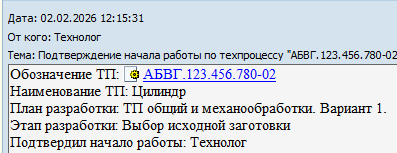 Дата: 02.02.2026 12:15:31
От кого: Технолог
Тема: Подтверждение начала работы по техпроцессу "АБВГ.123.456.780-02
Обозначение ТП: АБВГ.123.456.780-02
Наименование ТП: Цилиндр
План разработки: ТП общий и механообработки. Вариант 1.
Этап разработки: Выбор исходной заготовки
Подтвердил начало работы: Технолог